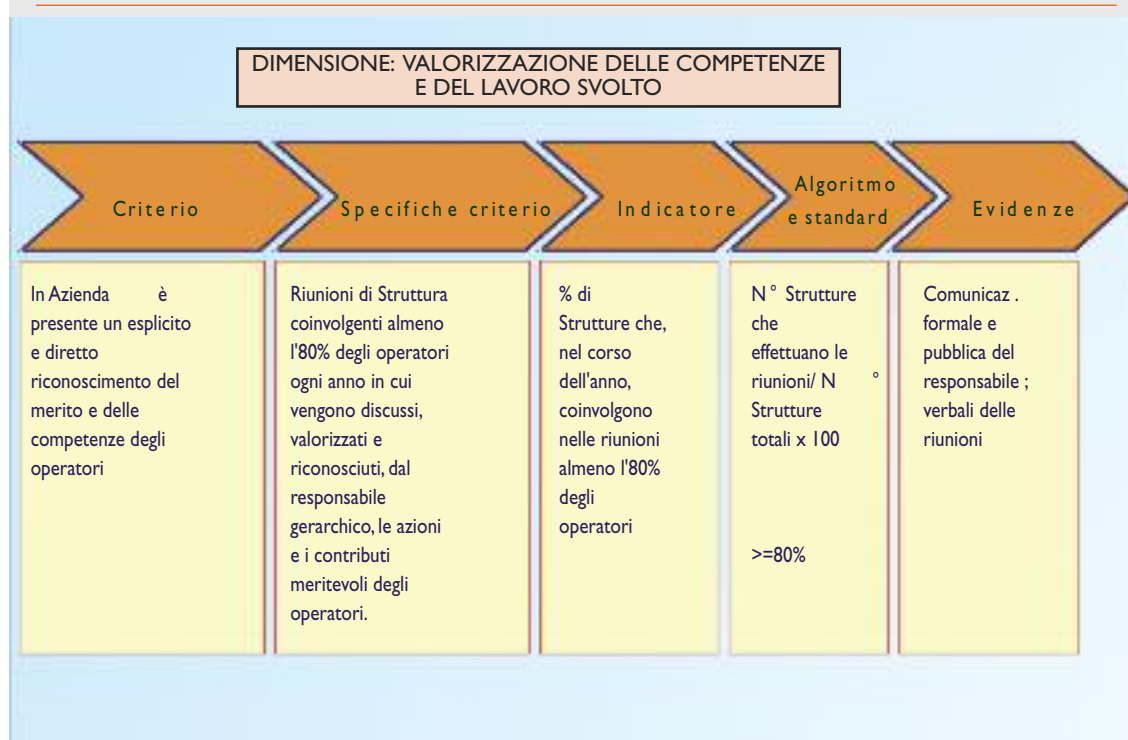 DIMENSIONE: VALORIZZAZIONE DELLE COMPETENZE
E DEL LAVORO SVOLTO
Criterio
Specifiche criterio
Indicatore
Algoritmo
e standard
Evidenze
In Azienda è
presente un esplicito
e diretto
riconoscimento del
merito e delle
competenze degli
operatori
Riunioni di Struttura
coinvolgenti almeno
l'80% degli operatori
ogni anno in cui
vengono discussi,
valorizzati e
riconosciuti, dal
responsabile
gerarchico, le azioni
e i contributi
meritevoli degli
operatori.
% di
Strutture che,
nel corso
dell'anno,
coinvolgono
nelle riunioni
almeno l'80%
degli
operatori
N° Strutture
che
effettuano le
riunioni/ N °
Strutture
totali x 100
>=80%
Comunicaz .
formale e
pubblica del
responsabile ;
verbali delle
riunioni